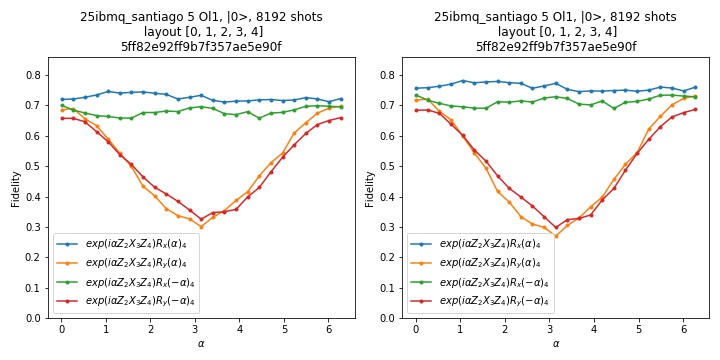 25ibmq_santiago 5 Ol1, |0>, 8192 shots
layout [0, 1, 2, 3, 4]
5ff82e92ff9b7f357ae5e90f
Fidelity
0.8
0.7
0.6
0.5
0.4
0.3
0.2
0.1
0.0
exp(iαZ₂X₃Z₄)Rₓ(α)₄
exp(iαZ₂X₃Z₄)Rᵧ(α)₄
exp(iαZ₂X₃Z₄)Rₓ(−α)₄
exp(iαZ₂X₃Z₄)Rᵧ(−α)₄
0 1 2 3 4 5 6
α
25ibmq_santiago 5 Ol1, |0>, 8192 shots
layout [0, 1, 2, 3, 4]
5ff82e92ff9b7f357ae5e90f
Fidelity
0.8
0.7
0.6
0.5
0.4
0.3
0.2
0.1
0.0
exp(iαZ₂X₃Z₄)Rₓ(α)₄
exp(iαZ₂X₃Z₄)Rᵧ(α)₄
exp(iαZ₂X₃Z₄)Rₓ(−α)₄
exp(iαZ₂X₃Z₄)Rᵧ(−α)₄
0 1 2 3 4 5 6
α